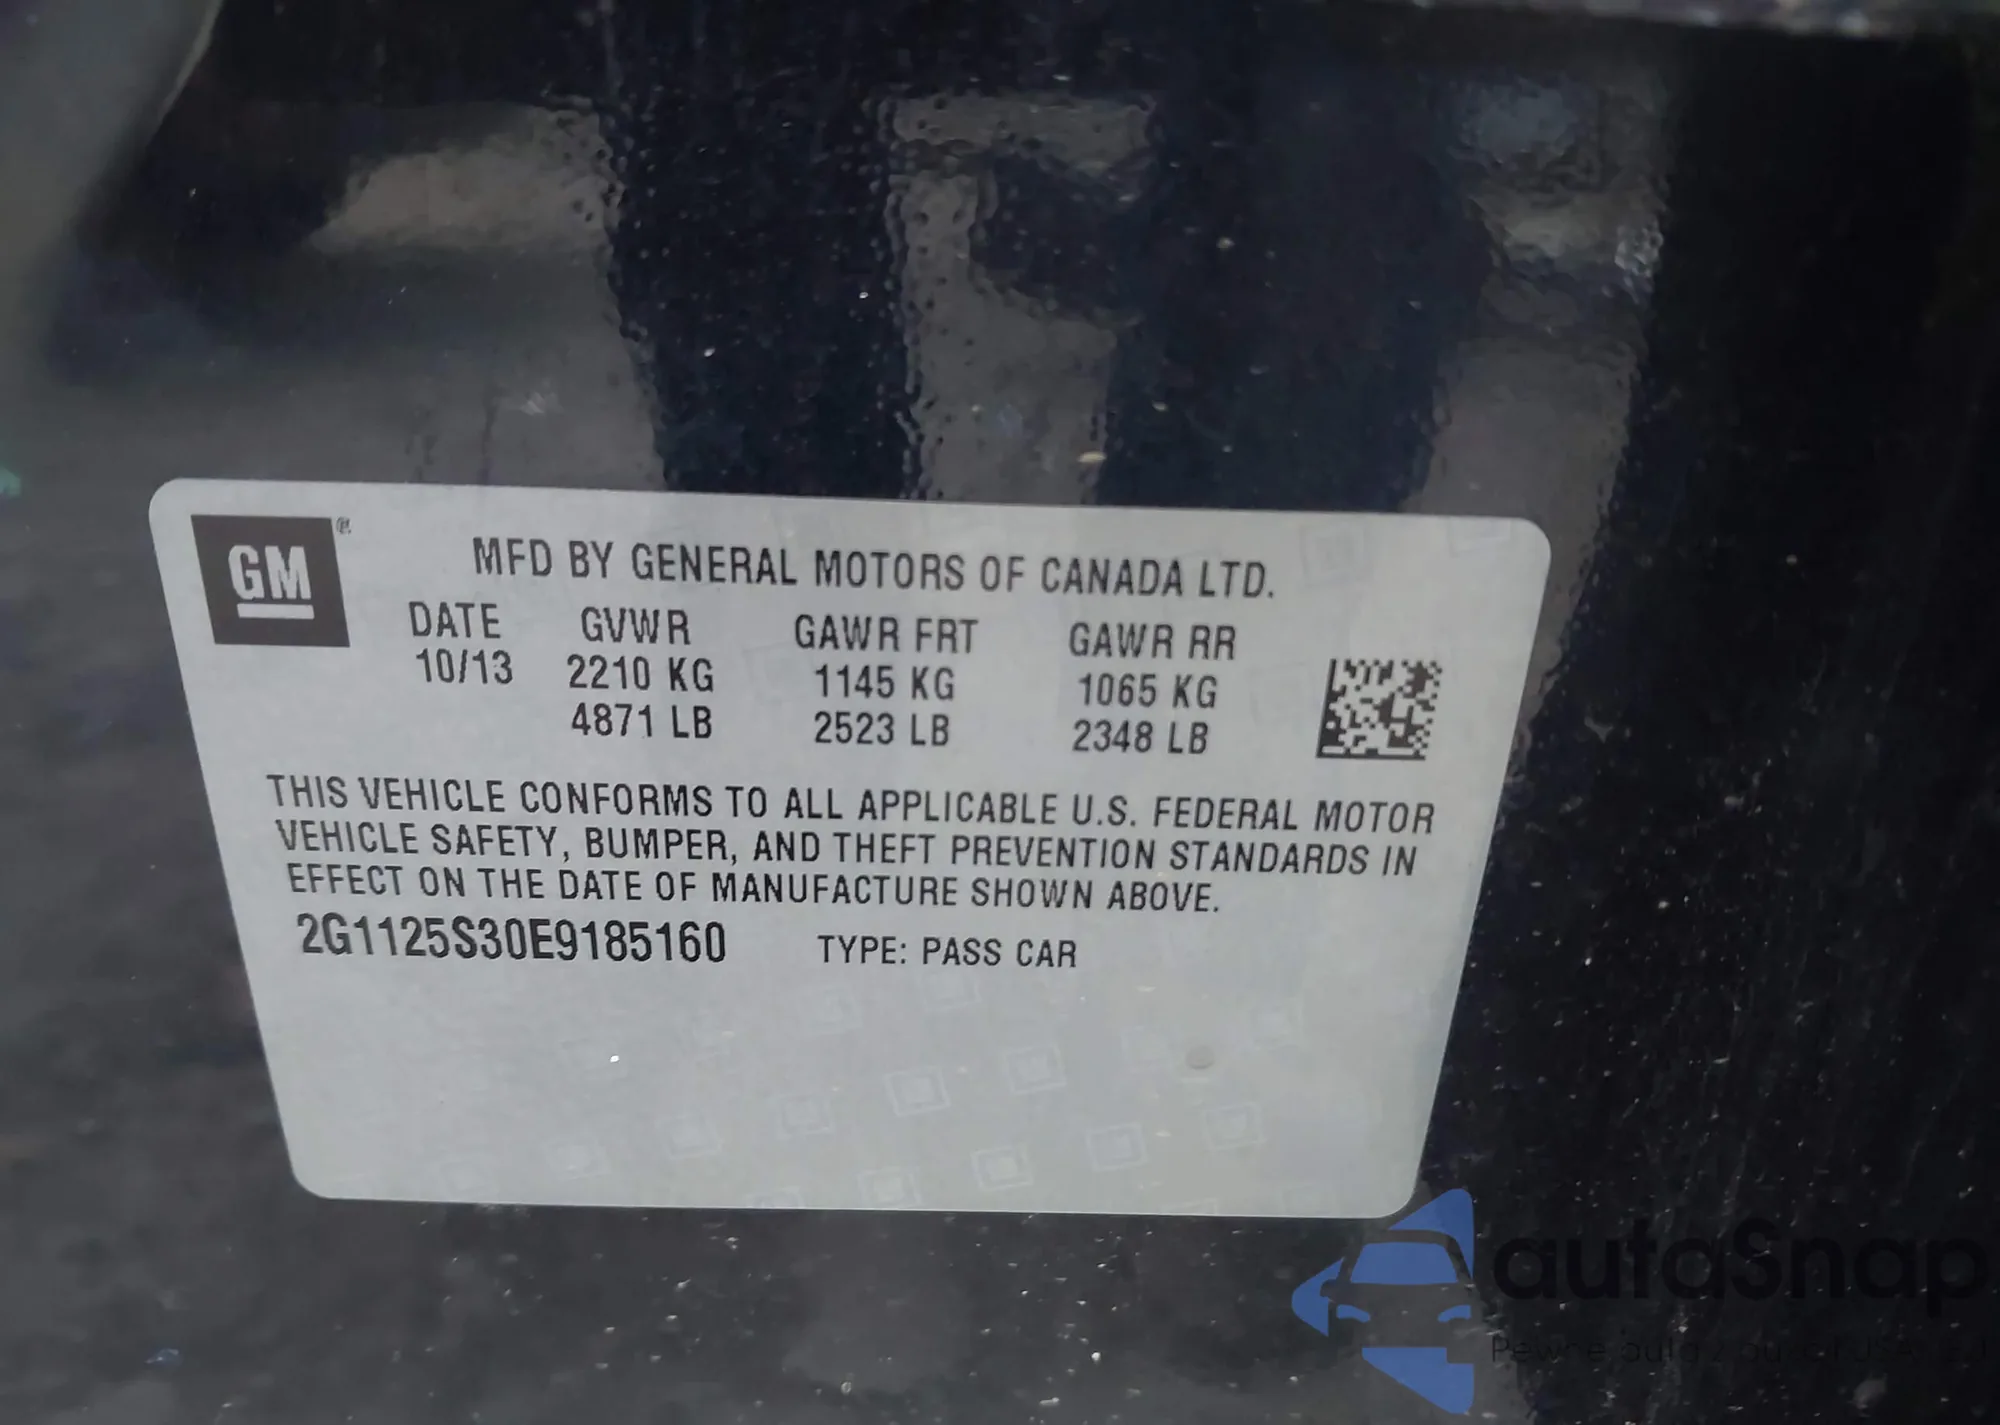 GM ®
MFD BY GENERAL MOTORS OF CANADA LTD.
DATE GVWR GAWR FRT GAWR RR
10/13 2210 KG 1145 KG 1065 KG
4871 LB 2523 LB 2348 LB
THIS VEHICLE CONFORMS TO ALL APPLICABLE U.S. FEDERAL MOTOR
VEHICLE SAFETY, BUMPER, AND THEFT PREVENTION STANDARDS IN
EFFECT ON THE DATE OF MANUFACTURE SHOWN ABOVE.
2G1125S30E9185160 TYPE: PASS CAR
autoSnap
Pewne auta z